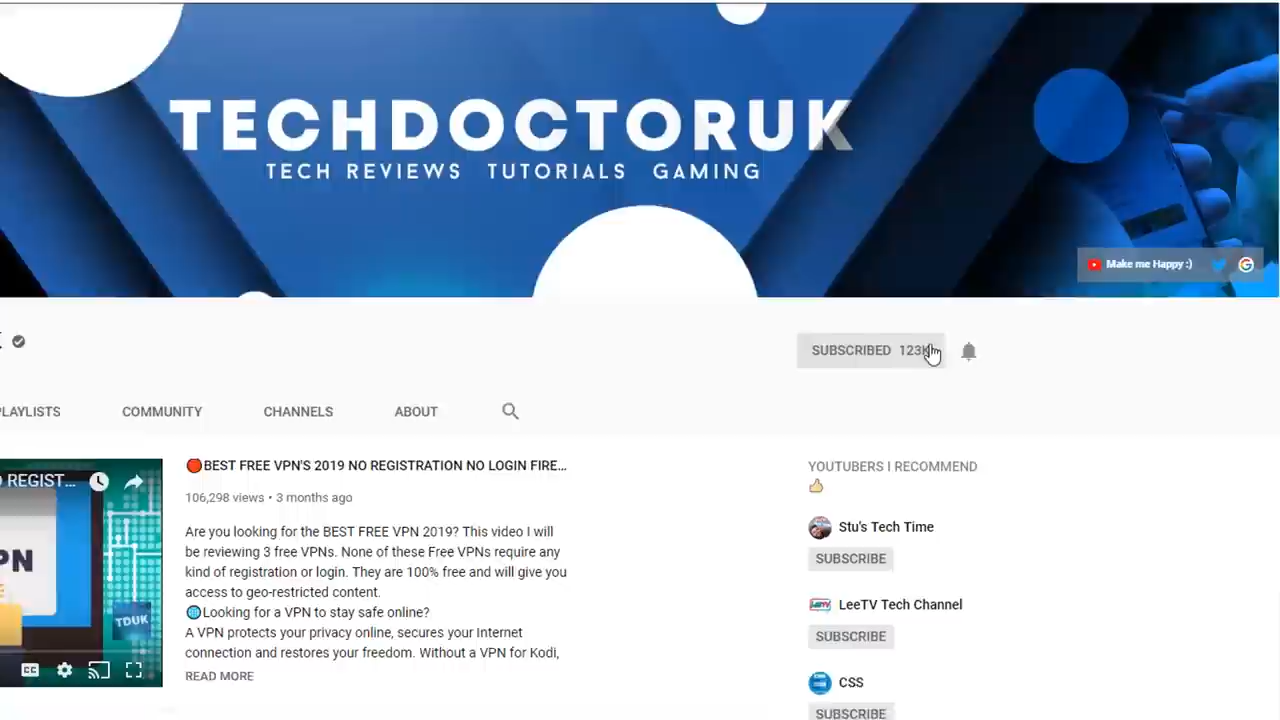 TECHDOCTORUK
TECH REVIEWS TUTORIALS GAMING
Make me Happy :)
SUBSCRIBED 123K
PLAYLISTS COMMUNITY CHANNELS ABOUT
🔴BEST FREE VPN'S 2019 NO REGISTRATION NO LOGIN FIRE...
106,298 views • 3 months ago
Are you looking for the BEST FREE VPN 2019? This video I will
be reviewing 3 free VPNs. None of these Free VPNs require any
kind of registration or login. They are 100% free and will give you
access to geo-restricted content.
🌐Looking for a VPN to stay safe online?
A VPN protects your privacy online, secures your Internet
connection and restores your freedom. Without a VPN for Kodi,
READ MORE
O REGIST...
PN
TDUK
CC
YOUTUBERS I RECOMMEND
👍
Stu's Tech Time
SUBSCRIBE
LeeTV Tech Channel
SUBSCRIBE
CSS
SUBSCRIBE